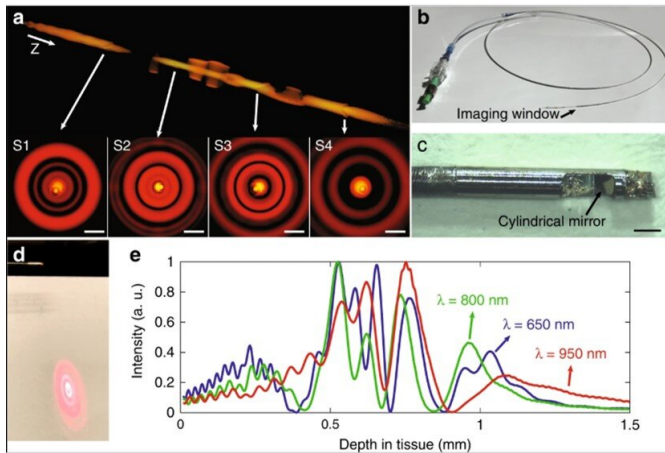 a
Z
S1
S2
S3
S4
b
Imaging window
c
Cylindrical mirror
d
e
Intensity (a. u.)
1
0.8
0.6
0.4
0.2
0
0.5
1
1.5
Depth in tissue (mm)
λ = 800 nm
λ = 650 nm
λ = 950 nm